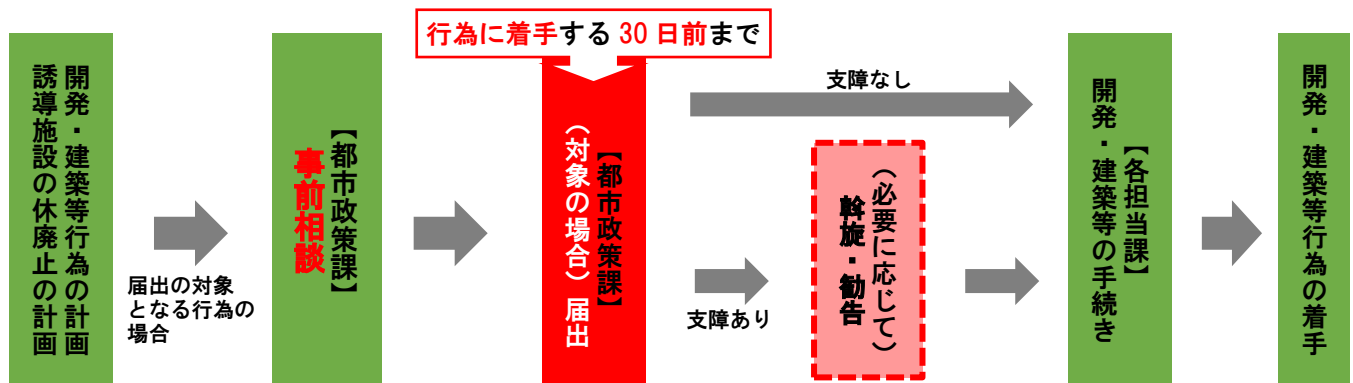 行為に着手する 30 日前まで
開発・建築等行為の計画
誘導施設の休廃止の計画
届出の対象
となる行為の
場合
【都市政策課】
事前相談
【都市政策課】
（対象の場合）届出
支障なし
支障あり
（必要に応じて）
斡旋・勧告
【各担当課】
開発・建築等の手続き
開発・建築等行為の着手